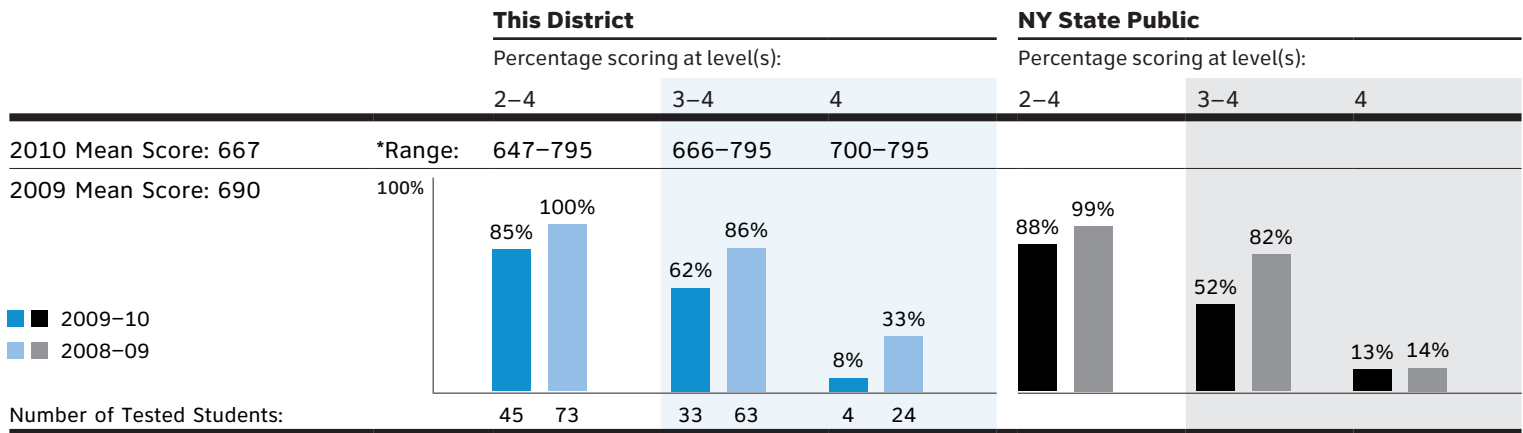 This District NY State Public
Percentage scoring at level(s): Percentage scoring at level(s):
2–4 3–4 4 2–4 3–4 4
2010 Mean Score: 667 *Range: 647–795 666–795 700–795
2009 Mean Score: 690 100%
85% 100% 62% 86% 8% 33% 88% 99% 52% 82% 13% 14%
2009–10
2008–09
Number of Tested Students: 45 73 33 63 4 24